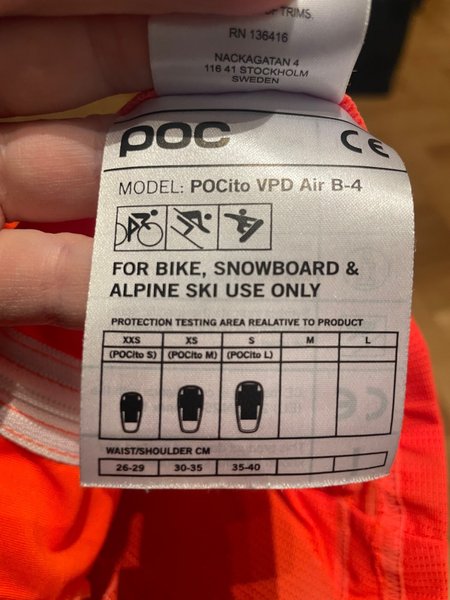 OF TRIMS.
RN 136416
NACKAGATAN 4
116 41 STOCKHOLM
SWEDEN
POC CE
MODEL: POCito VPD Air B-4
FOR BIKE, SNOWBOARD &
ALPINE SKI USE ONLY
PROTECTION TESTING AREA REALATIVE TO PRODUCT
XXS XS S M L
(POCito S) (POCito M) (POCito L)
WAIST/SHOULDER CM
26-29 30-35 35-40